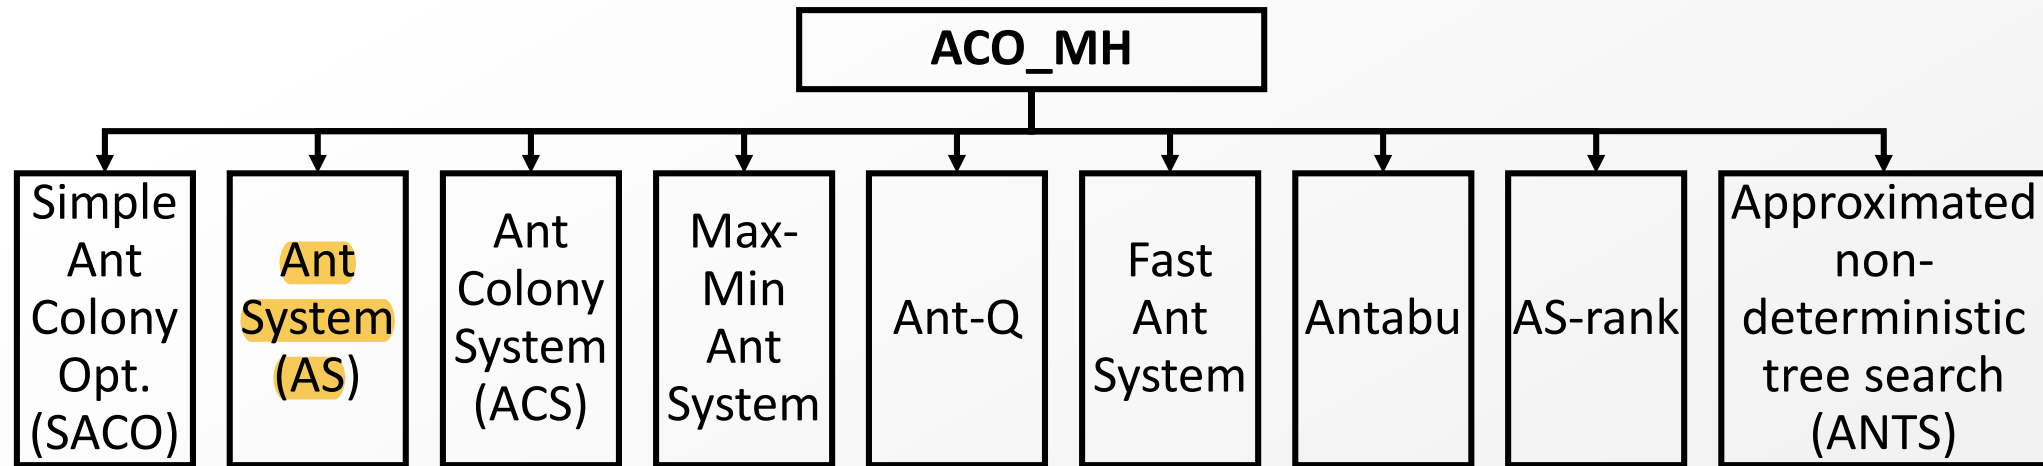 ACO_MH
Simple
Ant
Colony
Opt.
(SACO)
Ant
System
(AS)
Ant
Colony
System
(ACS)
Max-
Min
Ant
System
Ant-Q
Fast
Ant
System
Antabu
AS-rank
Approximated
non-
deterministic
tree search
(ANTS)